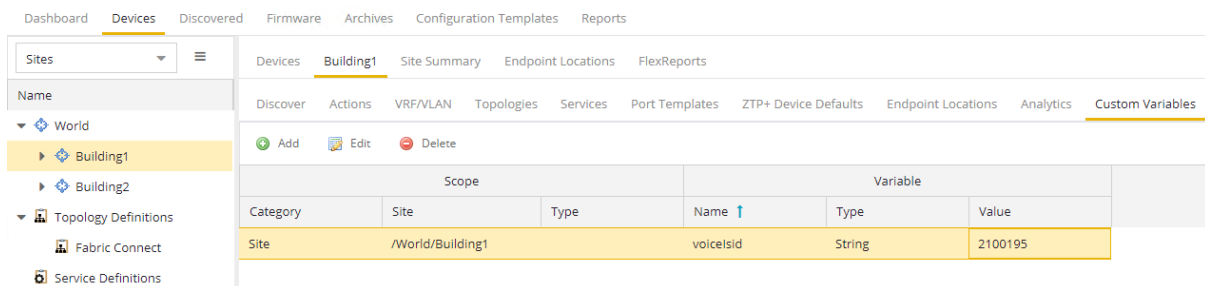 Dashboard Devices Discovered Firmware Archives Configuration Templates Reports
Sites
Devices Building1 Site Summary Endpoint Locations FlexReports
Name
Discover Actions VRF/VLAN Topologies Services Port Templates ZTP+ Device Defaults Endpoint Locations Analytics Custom Variables
World
Add Edit Delete
Building1
Scope Variable
Building2
Category Site Type Name Type Value
Topology Definitions
Site /World/Building1 voiceIsid String 2100195
Fabric Connect
Service Definitions